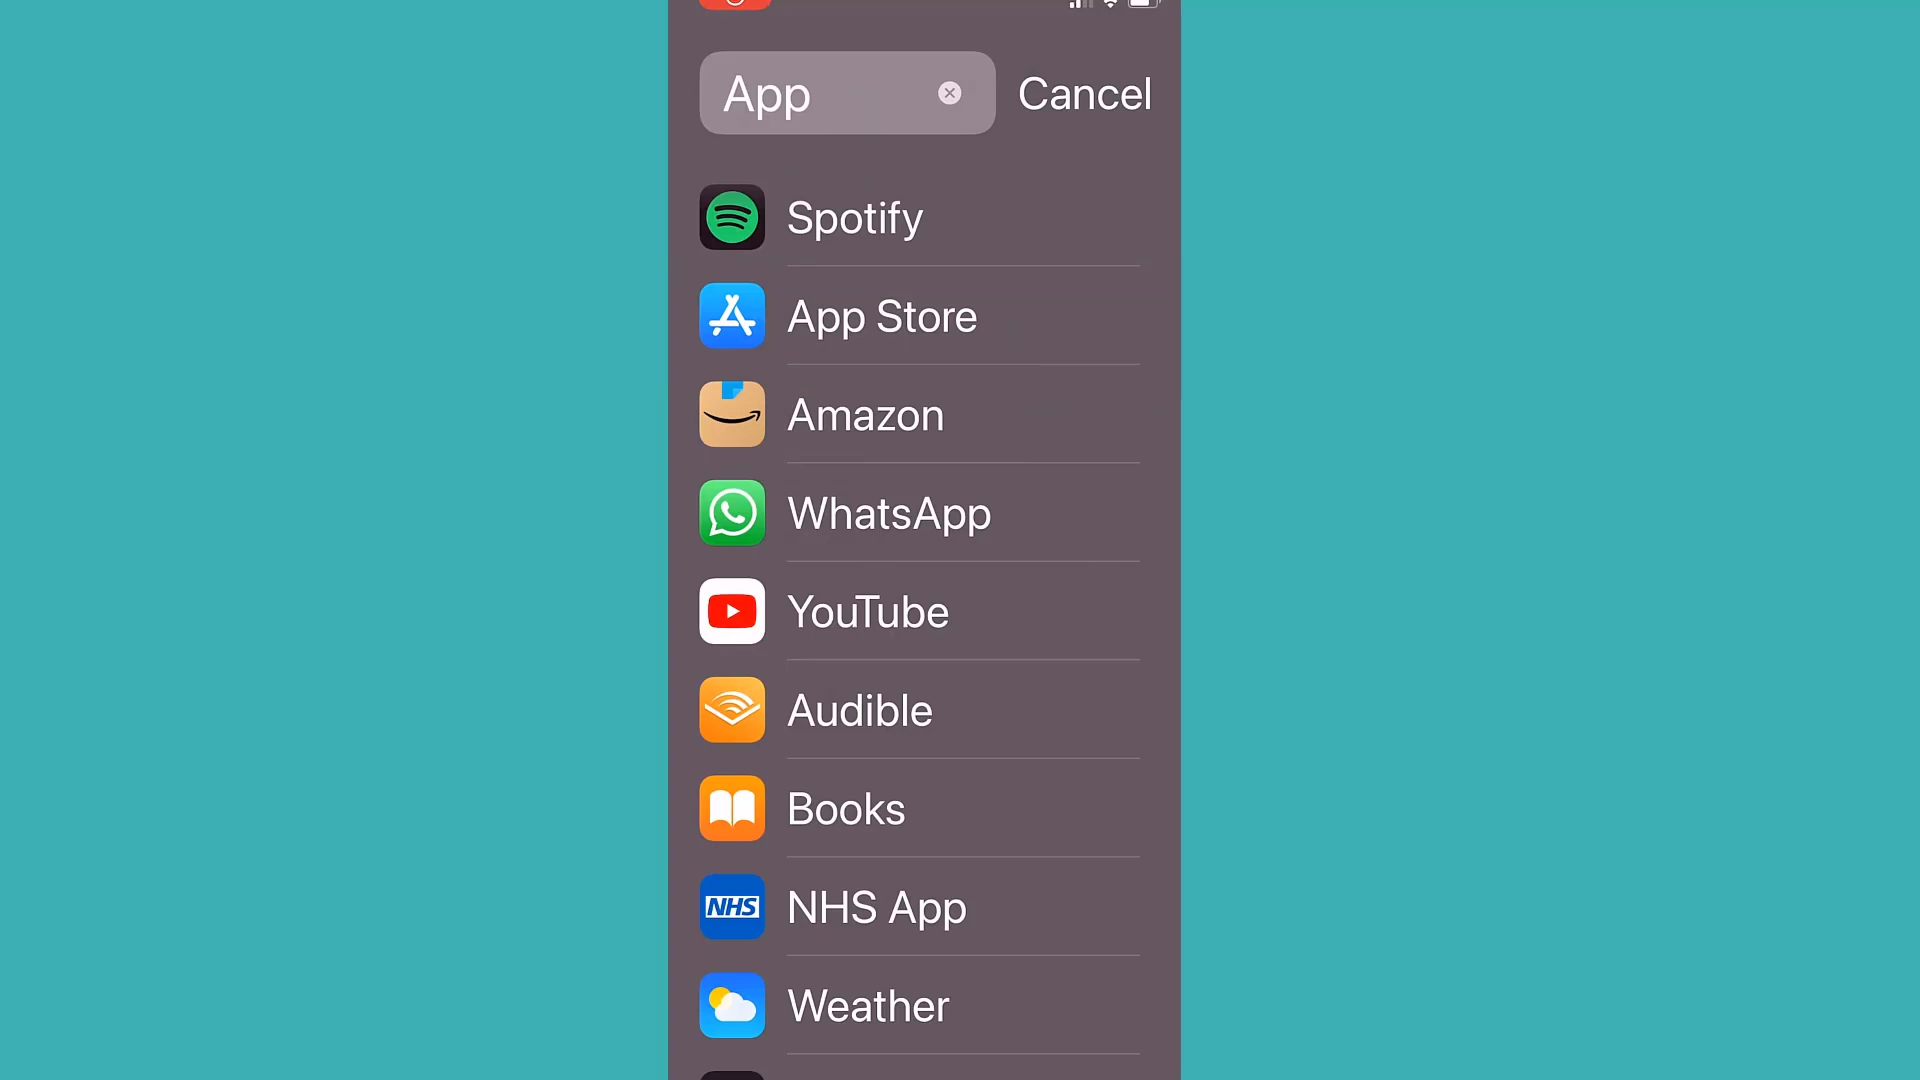 App
Cancel
Spotify
App Store
Amazon
WhatsApp
YouTube
Audible
Books
NHS
NHS App
Weather